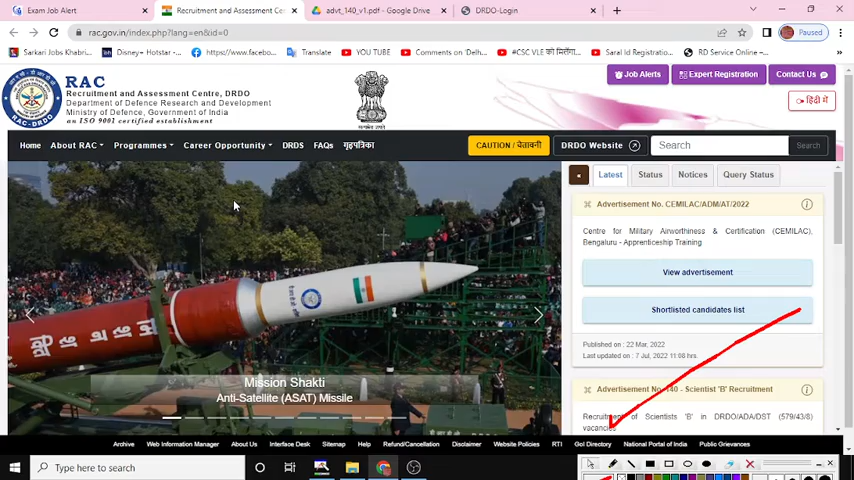 Exam Job Alert
Recruitment and Assessment Ce
advt_140_v1.pdf - Google Drive
DRDO-Login
rac.gov.in/index.php?lang=en&id=0
Paused
Sarkari Jobs Khabri...
Disney+ Hotstar - ...
https://www.facebo...
Translate
YOU TUBE
Comments on 'Delh...
#CSC VLE को मिलेंगा...
Saral Id Registratio...
RD Service Online -...
RAC
Recruitment and Assessment Centre, DRDO
Department of Defence Research and Development
Ministry of Defence, Government of India
an ISO 9001 certified establishment
RAC-DRDO
Job Alerts
Expert Registration
Contact Us
हिंदी में
Home
About RAC
Programmes
Career Opportunity
DRDS
FAQs
गृहपत्रिका
CAUTION / चेतावनी
DRDO Website
Search
Search
Latest
Status
Notices
Query Status
Advertisement No. CEMILAC/ADM/AT/2022
Centre for Military Airworthiness & Certification (CEMILAC),
Bengaluru - Apprenticeship Training
View advertisement
Shortlisted candidates list
Published on : 22 Mar, 2022
Last updated on : 7 Jul, 2022 11:08 hrs.
Advertisement No. 140 - Scientist 'B' Recruitment
Recruitment of Scientists 'B' in DRDO/ADA/DST (579/43/8)
vacancies
Mission Shakti
Anti-Satellite (ASAT) Missile
Archive
Web Information Manager
About Us
Interface Desk
Sitemap
Help
Refund/Cancellation
Disclaimer
Website Policies
RTI
GoI Directory
National Portal of India
Public Grievances
Type here to search